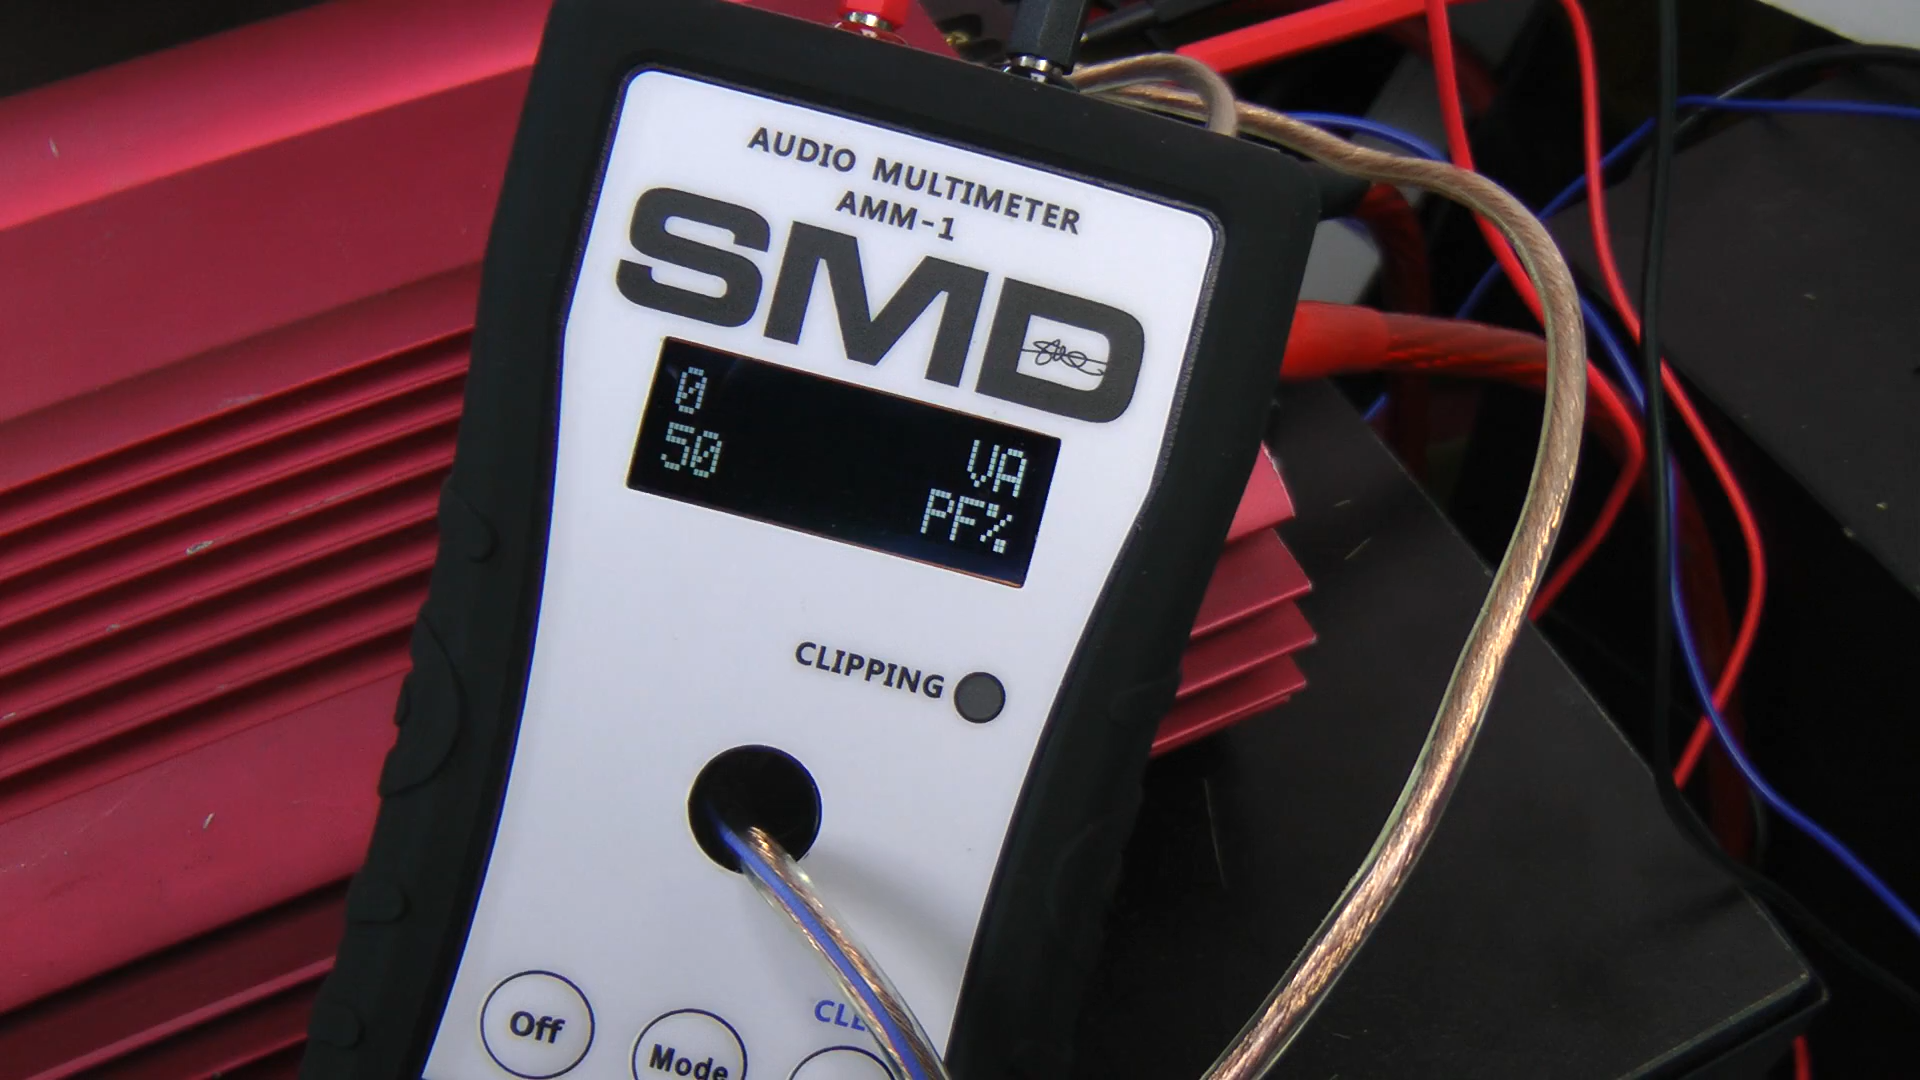 AUDIO MULTIMETER
AMM-1
SMD
0 VA
50 PF%
CLIPPING
Off
Mode